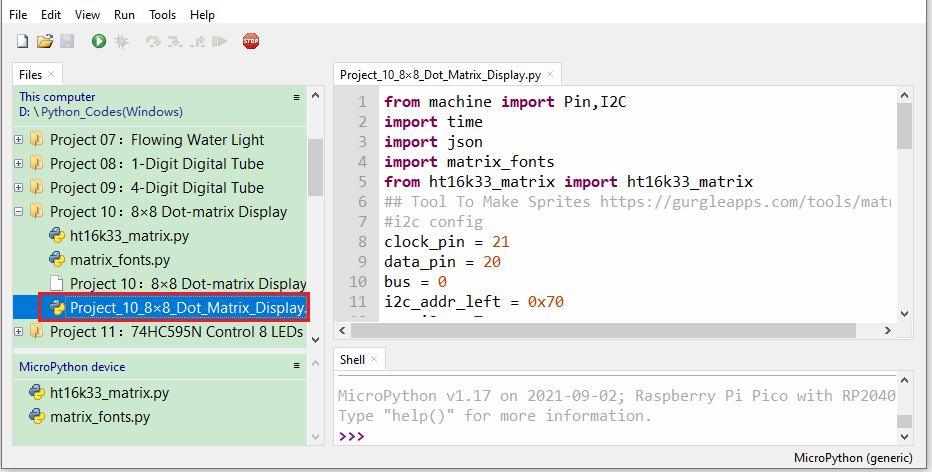 File Edit View Run Tools Help
STOP
Files ×
This computer
D: \ Python_Codes(Windows)
Project 07：Flowing Water Light
Project 08：1-Digit Digital Tube
Project 09：4-Digit Digital Tube
Project 10：8×8 Dot-matrix Display
ht16k33_matrix.py
matrix_fonts.py
Project 10：8×8 Dot-matrix Display
Project_10_8×8_Dot_Matrix_Display.
Project 11：74HC595N Control 8 LEDs
MicroPython device
ht16k33_matrix.py
matrix_fonts.py
Project_10_8×8_Dot_Matrix_Display.py ×
1 from machine import Pin,I2C
2 import time
3 import json
4 import matrix_fonts
5 from ht16k33_matrix import ht16k33_matrix
6 ## Tool To Make Sprites https://gurgleapps.com/tools/mat
7 #i2c config
8 clock_pin = 21
9 data_pin = 20
10 bus = 0
11 i2c_addr_left = 0x70
Shell ×
MicroPython v1.17 on 2021-09-02; Raspberry Pi Pico with RP2040
Type "help()" for more information.
>>>
MicroPython (generic)